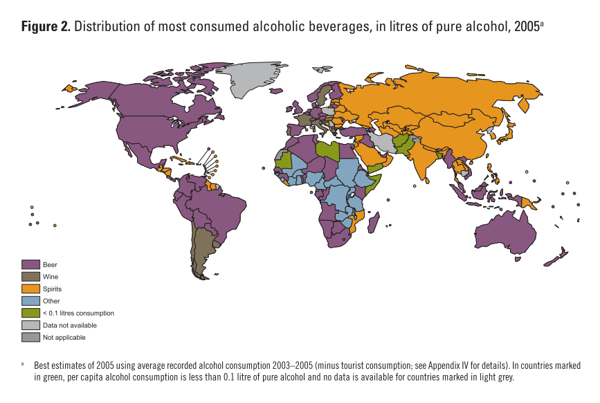 Figure 2. Distribution of most consumed alcoholic beverages, in litres of pure alcohol, 2005a
Beer
Wine
Spirits
Other
< 0.1 litres consumption
Data not available
Not applicable
a Best estimates of 2005 using average recorded alcohol consumption 2003–2005 (minus tourist consumption; see Appendix IV for details). In countries marked
in green, per capita alcohol consumption is less than 0.1 litre of pure alcohol and no data is available for countries marked in light grey.